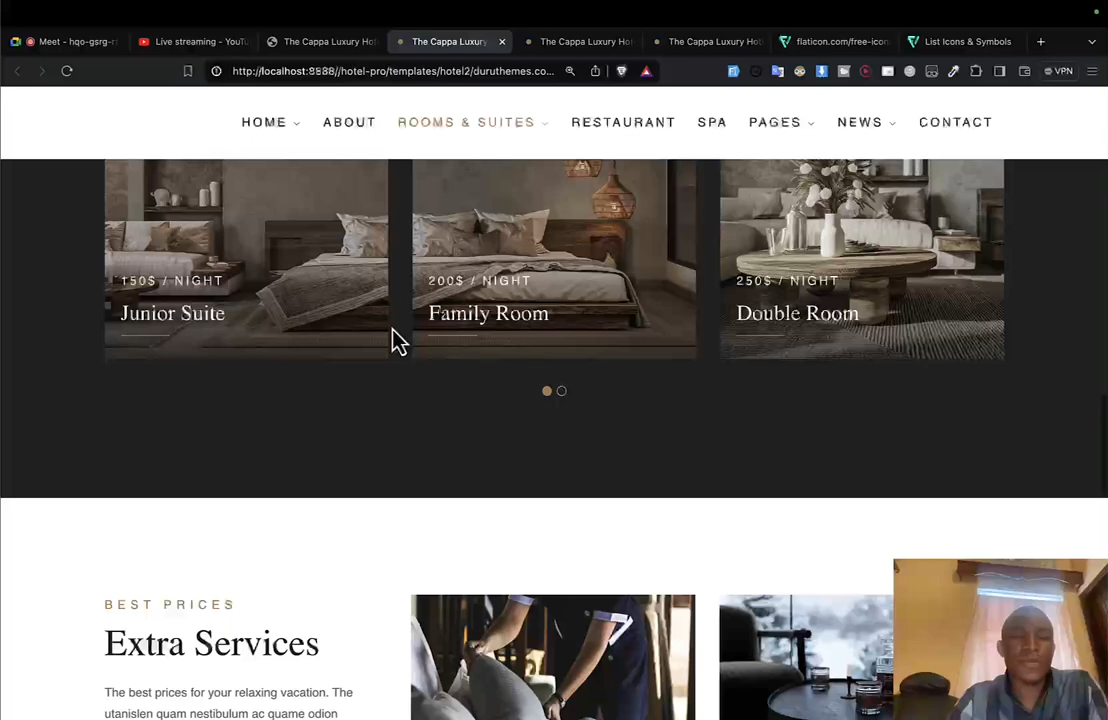 Meet - hqo-gsrg-r
Live streaming - YouTu
The Cappa Luxury Hot
The Cappa Luxury
The Cappa Luxury Hot
The Cappa Luxury Hot
flaticon.com/free-icon
List Icons & Symbols
http://localhost:8888//hotel-pro/templates/hotel2/duruthemes.co...
VPN
HOME
ABOUT
ROOMS & SUITES
RESTAURANT
SPA
PAGES
NEWS
CONTACT
150$ / NIGHT
Junior Suite
200$ / NIGHT
Family Room
250$ / NIGHT
Double Room
BEST PRICES
Extra Services
The best prices for your relaxing vacation. The
utanislen quam nestibulum ac quame odion